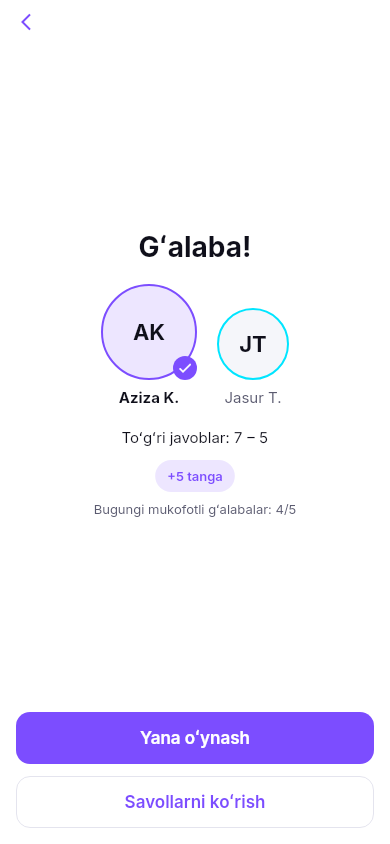 Gʻalaba!
AK
JT
Aziza K.
Jasur T.
Toʻgʻri javoblar: 7 – 5
+5 tanga
Bugungi mukofotli gʻalabalar: 4/5
Yana oʻynash
Savollarni koʻrish